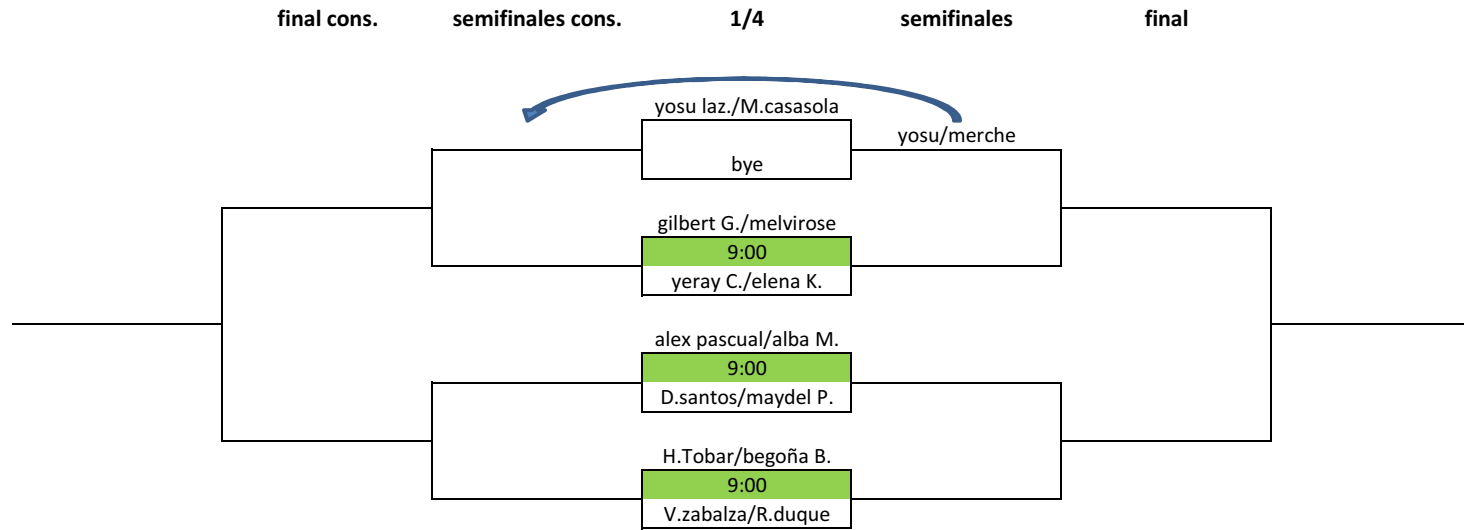 final cons. semifinales cons. 1/4 semifinales final
yosu laz./M.casasola
yosu/merche
bye
gilbert G./melvirose
9:00
yeray C./elena K.
alex pascual/alba M.
9:00
D.santos/maydel P.
H.Tobar/begoña B.
9:00
V.zabalza/R.duque